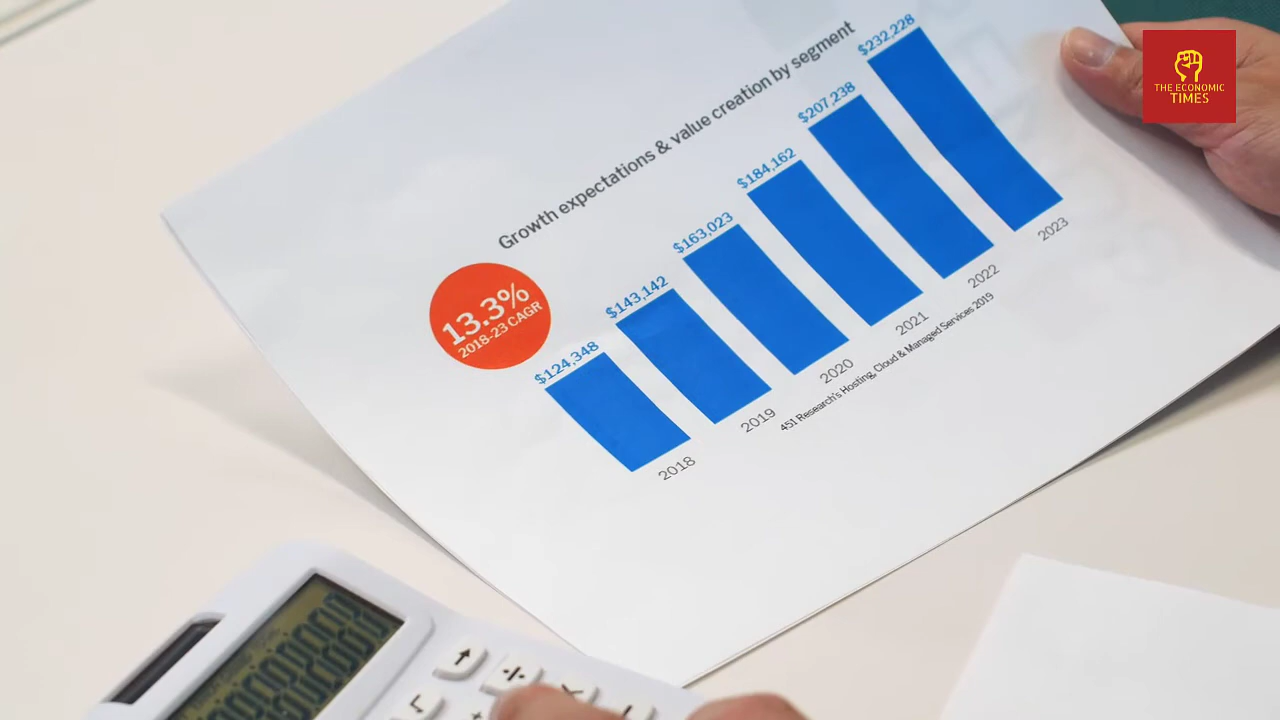 THE ECONOMIC
TIMES
Growth expectations & value creation by segment
13.3%
2018-23 CAGR
$124,348
$143,142
$163,023
$184,162
$207,238
$232,228
2018
2019
2020
2021
2022
2023
451 Research's Hosting, Cloud & Managed Services 2019